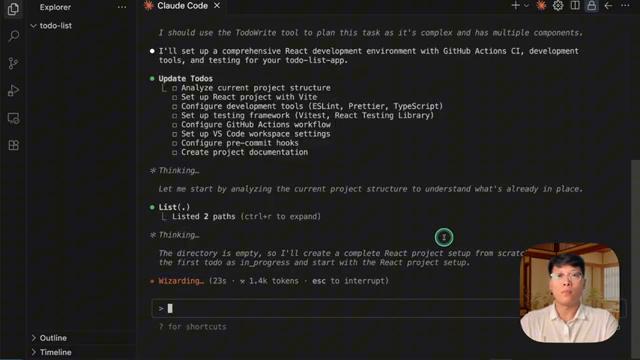 Explorer
Claude Code
todo-list
I should use the TodoWrite tool to plan this task as it's complex and has multiple components.
I'll set up a comprehensive React development environment with GitHub Actions CI, development
tools, and testing for your todo-list-app.
Update Todos
Analyze current project structure
Set up React project with Vite
Configure development tools (ESLint, Prettier, TypeScript)
Set up testing framework (Vitest, React Testing Library)
Configure GitHub Actions workflow
Set up VS Code workspace settings
Configure pre-commit hooks
Create project documentation
Thinking…
Let me start by analyzing the current project structure to understand what's already in place.
List(.)
Listed 2 paths (ctrl+r to expand)
Thinking…
The directory is empty, so I'll create a complete React project setup from scratch
the first todo as in_progress and start with the React project setup.
Wizarding… (23s · 1.4k tokens · esc to interrupt)
>
? for shortcuts
Outline
Timeline